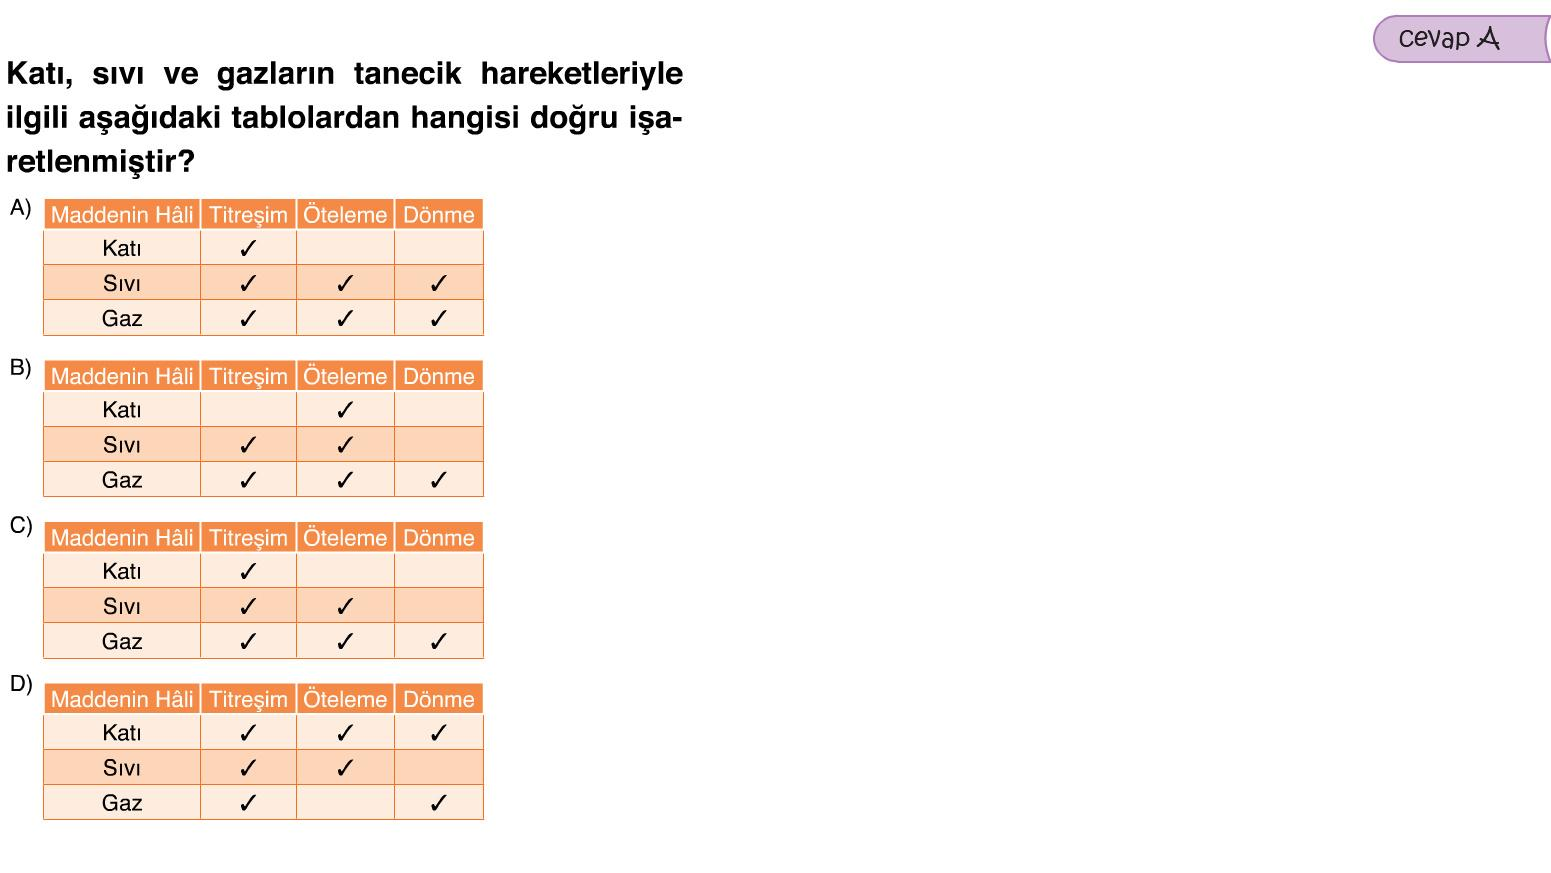 cevap A
Katı, sıvı ve gazların tanecik hareketleriyle
ilgili aşağıdaki tablolardan hangisi doğru işa-
retlenmiştir?
A)
Maddenin Hâli Titreşim Öteleme Dönme
Katı ✓
Sıvı ✓ ✓ ✓
Gaz ✓ ✓ ✓
B)
Maddenin Hâli Titreşim Öteleme Dönme
Katı ✓
Sıvı ✓ ✓
Gaz ✓ ✓ ✓
C)
Maddenin Hâli Titreşim Öteleme Dönme
Katı ✓
Sıvı ✓ ✓
Gaz ✓ ✓ ✓
D)
Maddenin Hâli Titreşim Öteleme Dönme
Katı ✓ ✓ ✓
Sıvı ✓ ✓
Gaz ✓ ✓